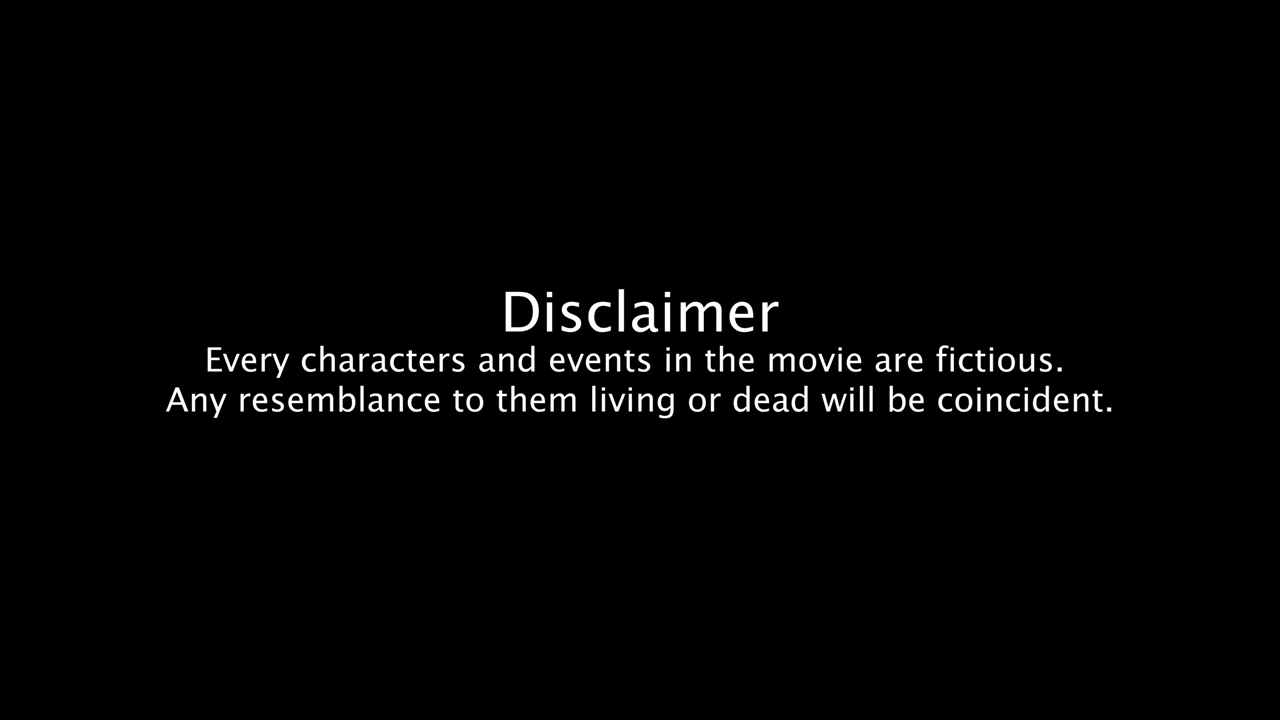 Disclaimer
Every characters and events in the movie are fictious.
Any resemblance to them living or dead will be coincident.